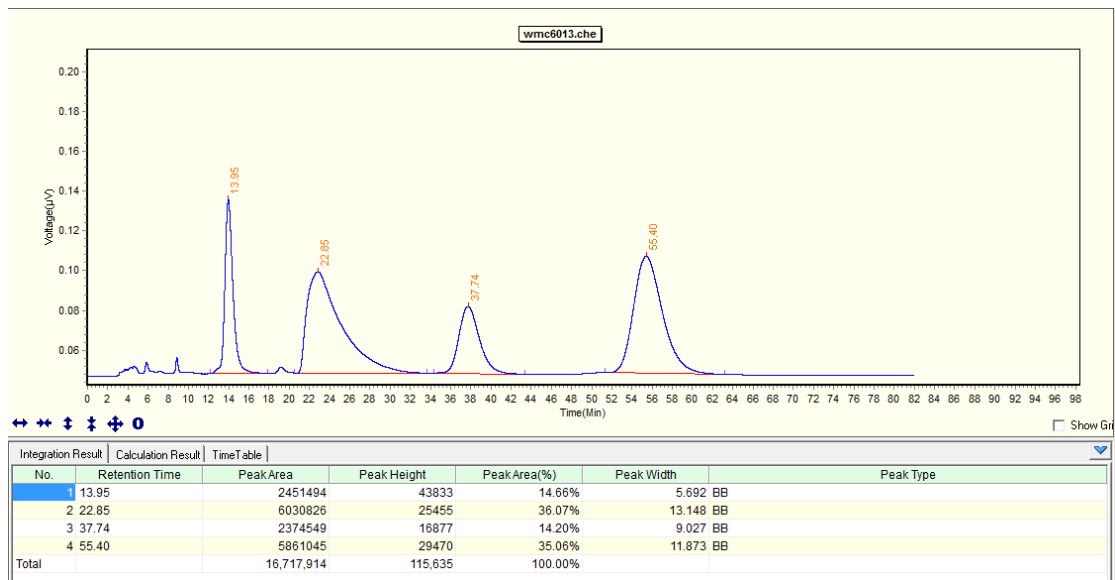 wmc6013.che
0.20
0.18
0.16
0.14
0.12
0.10
0.08
0.06
Voltage(µV)
13.95
22.85
37.74
55.40
0 2 4 6 8 10 12 14 16 18 20 22 24 26 28 30 32 34 36 38 40 42 44 46 48 50 52 54 56 58 60 62 64 66 68 70 72 74 76 78 80 82 84 86 88 90 92 94 96 98
Time(Min)
Show Gri
Integration Result Calculation Result TimeTable
No. Retention Time Peak Area Peak Height Peak Area(%) Peak Width Peak Type
1 13.95 2451494 43833 14.66% 5.692 BB
2 22.85 6030826 25455 36.07% 13.148 BB
3 37.74 2374549 16877 14.20% 9.027 BB
4 55.40 5861045 29470 35.06% 11.873 BB
Total 16,717,914 115,635 100.00%